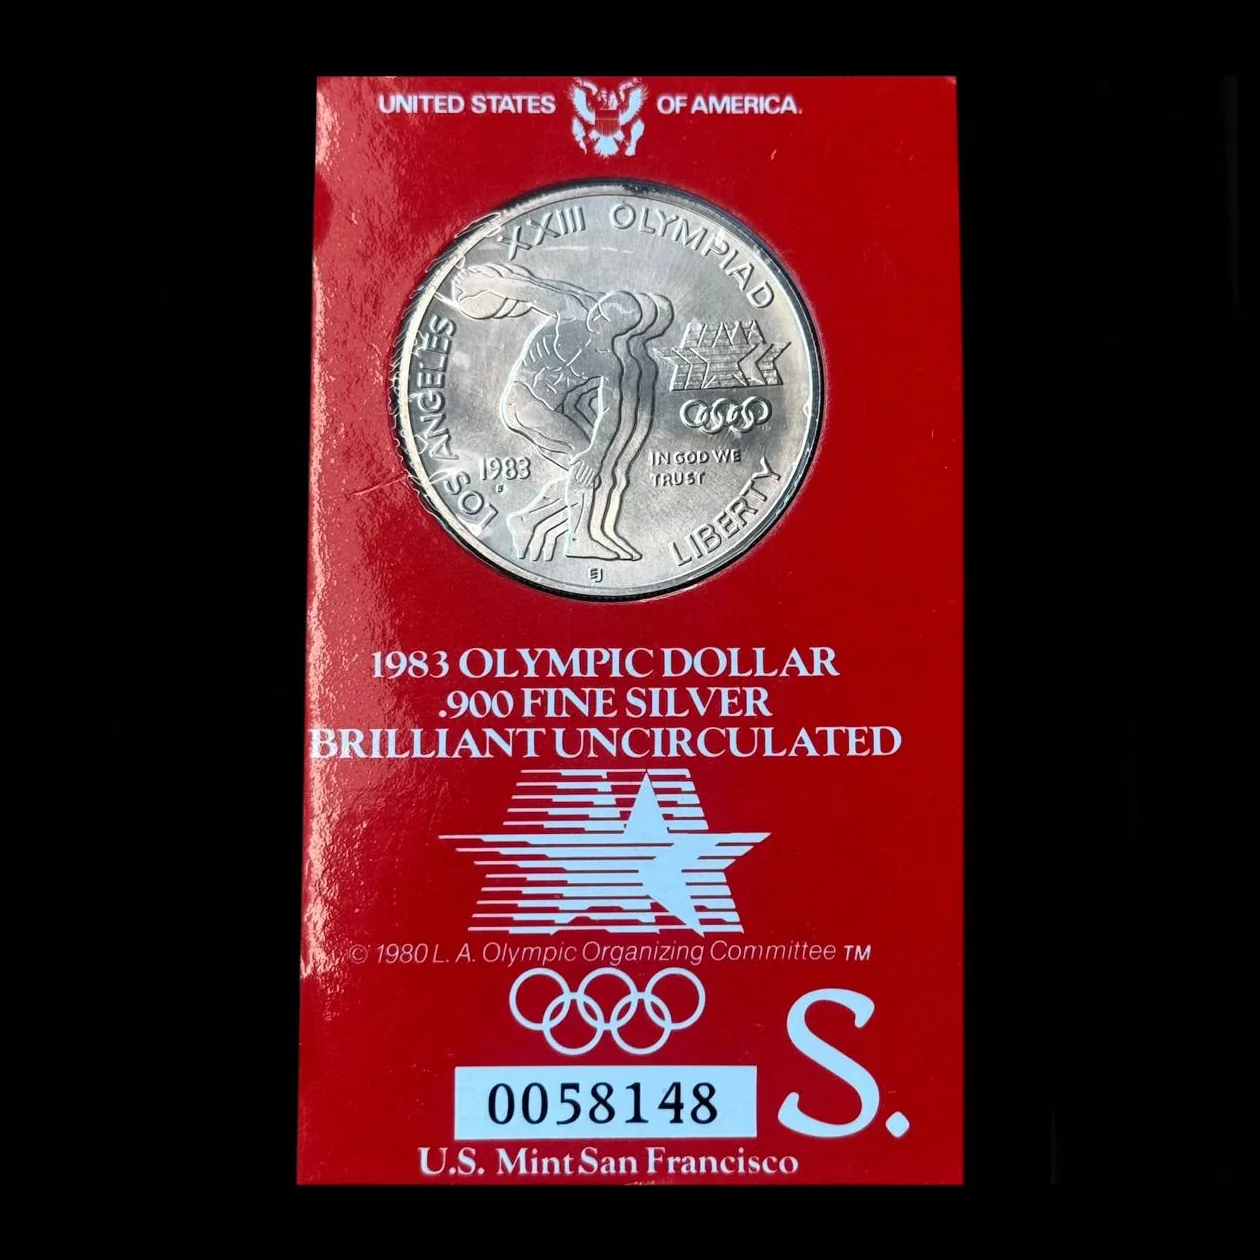 UNITED STATES OF AMERICA.
LOS ANGELES XXIII OLYMPIAD
1983
S
IN GOD WE
TRUST
LIBERTY
EJ
1983 OLYMPIC DOLLAR
.900 FINE SILVER
BRILLIANT UNCIRCULATED
© 1980 L. A. Olympic Organizing Committee TM
S.
0058148
U.S. Mint San Francisco